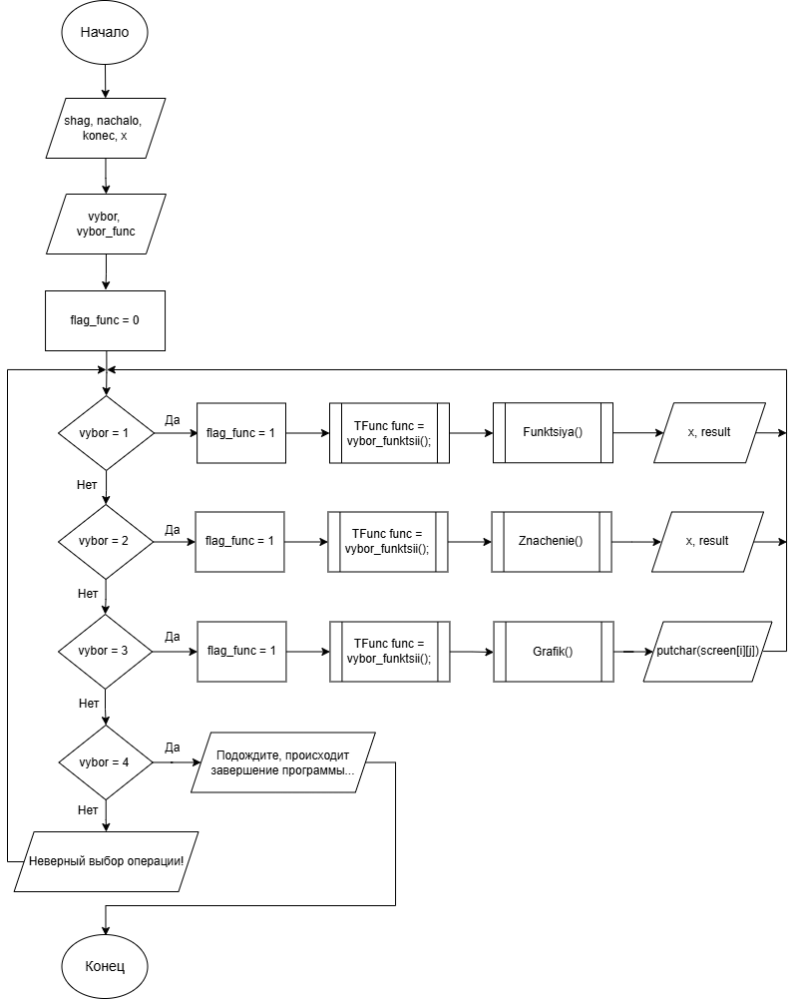 Начало
shag, nachalo,
konec, x
vybor,
vybor_func
flag_func = 0
vybor = 1
Да
flag_func = 1
TFunc func =
vybor_funktsii();
Funktsiya()
x, result
Нет
vybor = 2
Да
flag_func = 1
TFunc func =
vybor_funktsii();
Znachenie()
x, result
Нет
vybor = 3
Да
flag_func = 1
TFunc func =
vybor_funktsii();
Grafik()
putchar(screen[i][j])
Нет
vybor = 4
Да
Подождите, происходит
завершение программы...
Нет
Неверный выбор операции!
Конец